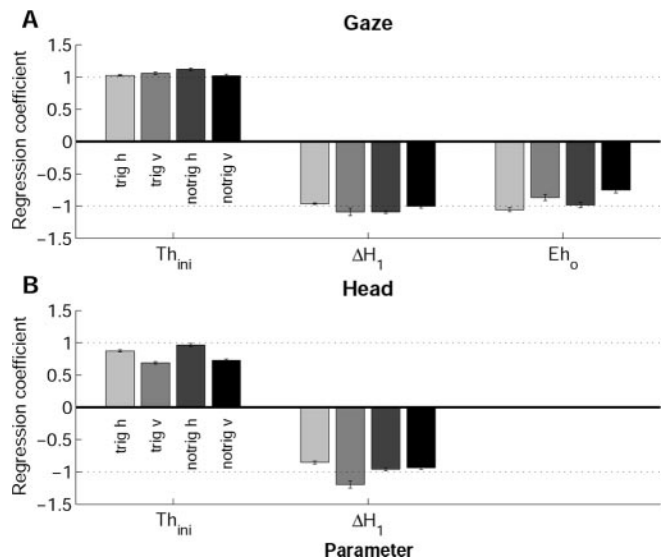 A
Gaze
Regression coefficient
1.5
1
0.5
0
−0.5
−1
−1.5
trig h
trig v
notrig h
notrig v
Th_ini
ΔH_1
Eh_o
B
Head
Regression coefficient
1.5
1
0.5
0
−0.5
−1
−1.5
trig h
trig v
notrig h
notrig v
Th_ini
ΔH_1
Parameter